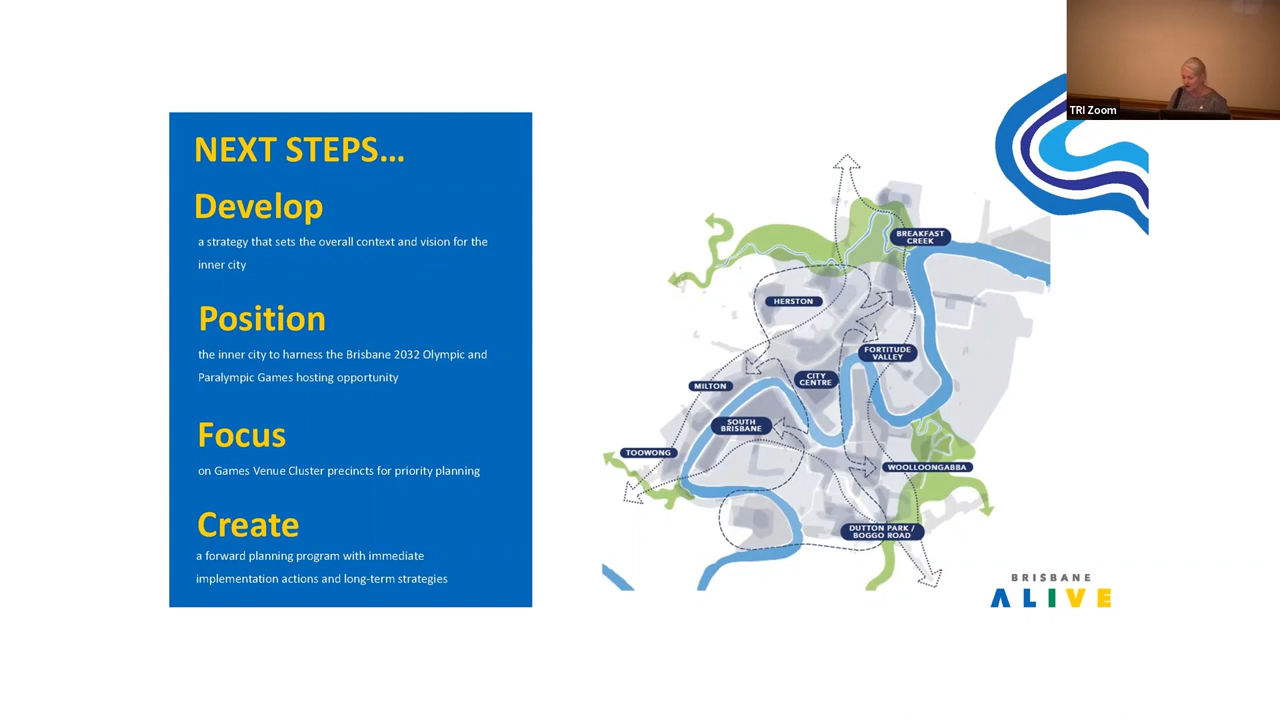 TRI Zoom
NEXT STEPS...
Develop
a strategy that sets the overall context and vision for the
inner city
Position
the inner city to harness the Brisbane 2032 Olympic and
Paralympic Games hosting opportunity
Focus
on Games Venue Cluster precincts for priority planning
Create
a forward planning program with immediate
implementation actions and long-term strategies
BREAKFAST
CREEK
HERSTON
FORTITUDE
VALLEY
CITY
CENTRE
MILTON
SOUTH
BRISBANE
TOOWONG
WOOLLOONGABBA
DUTTON PARK /
BOGGO ROAD
BRISBANE
ALIVE